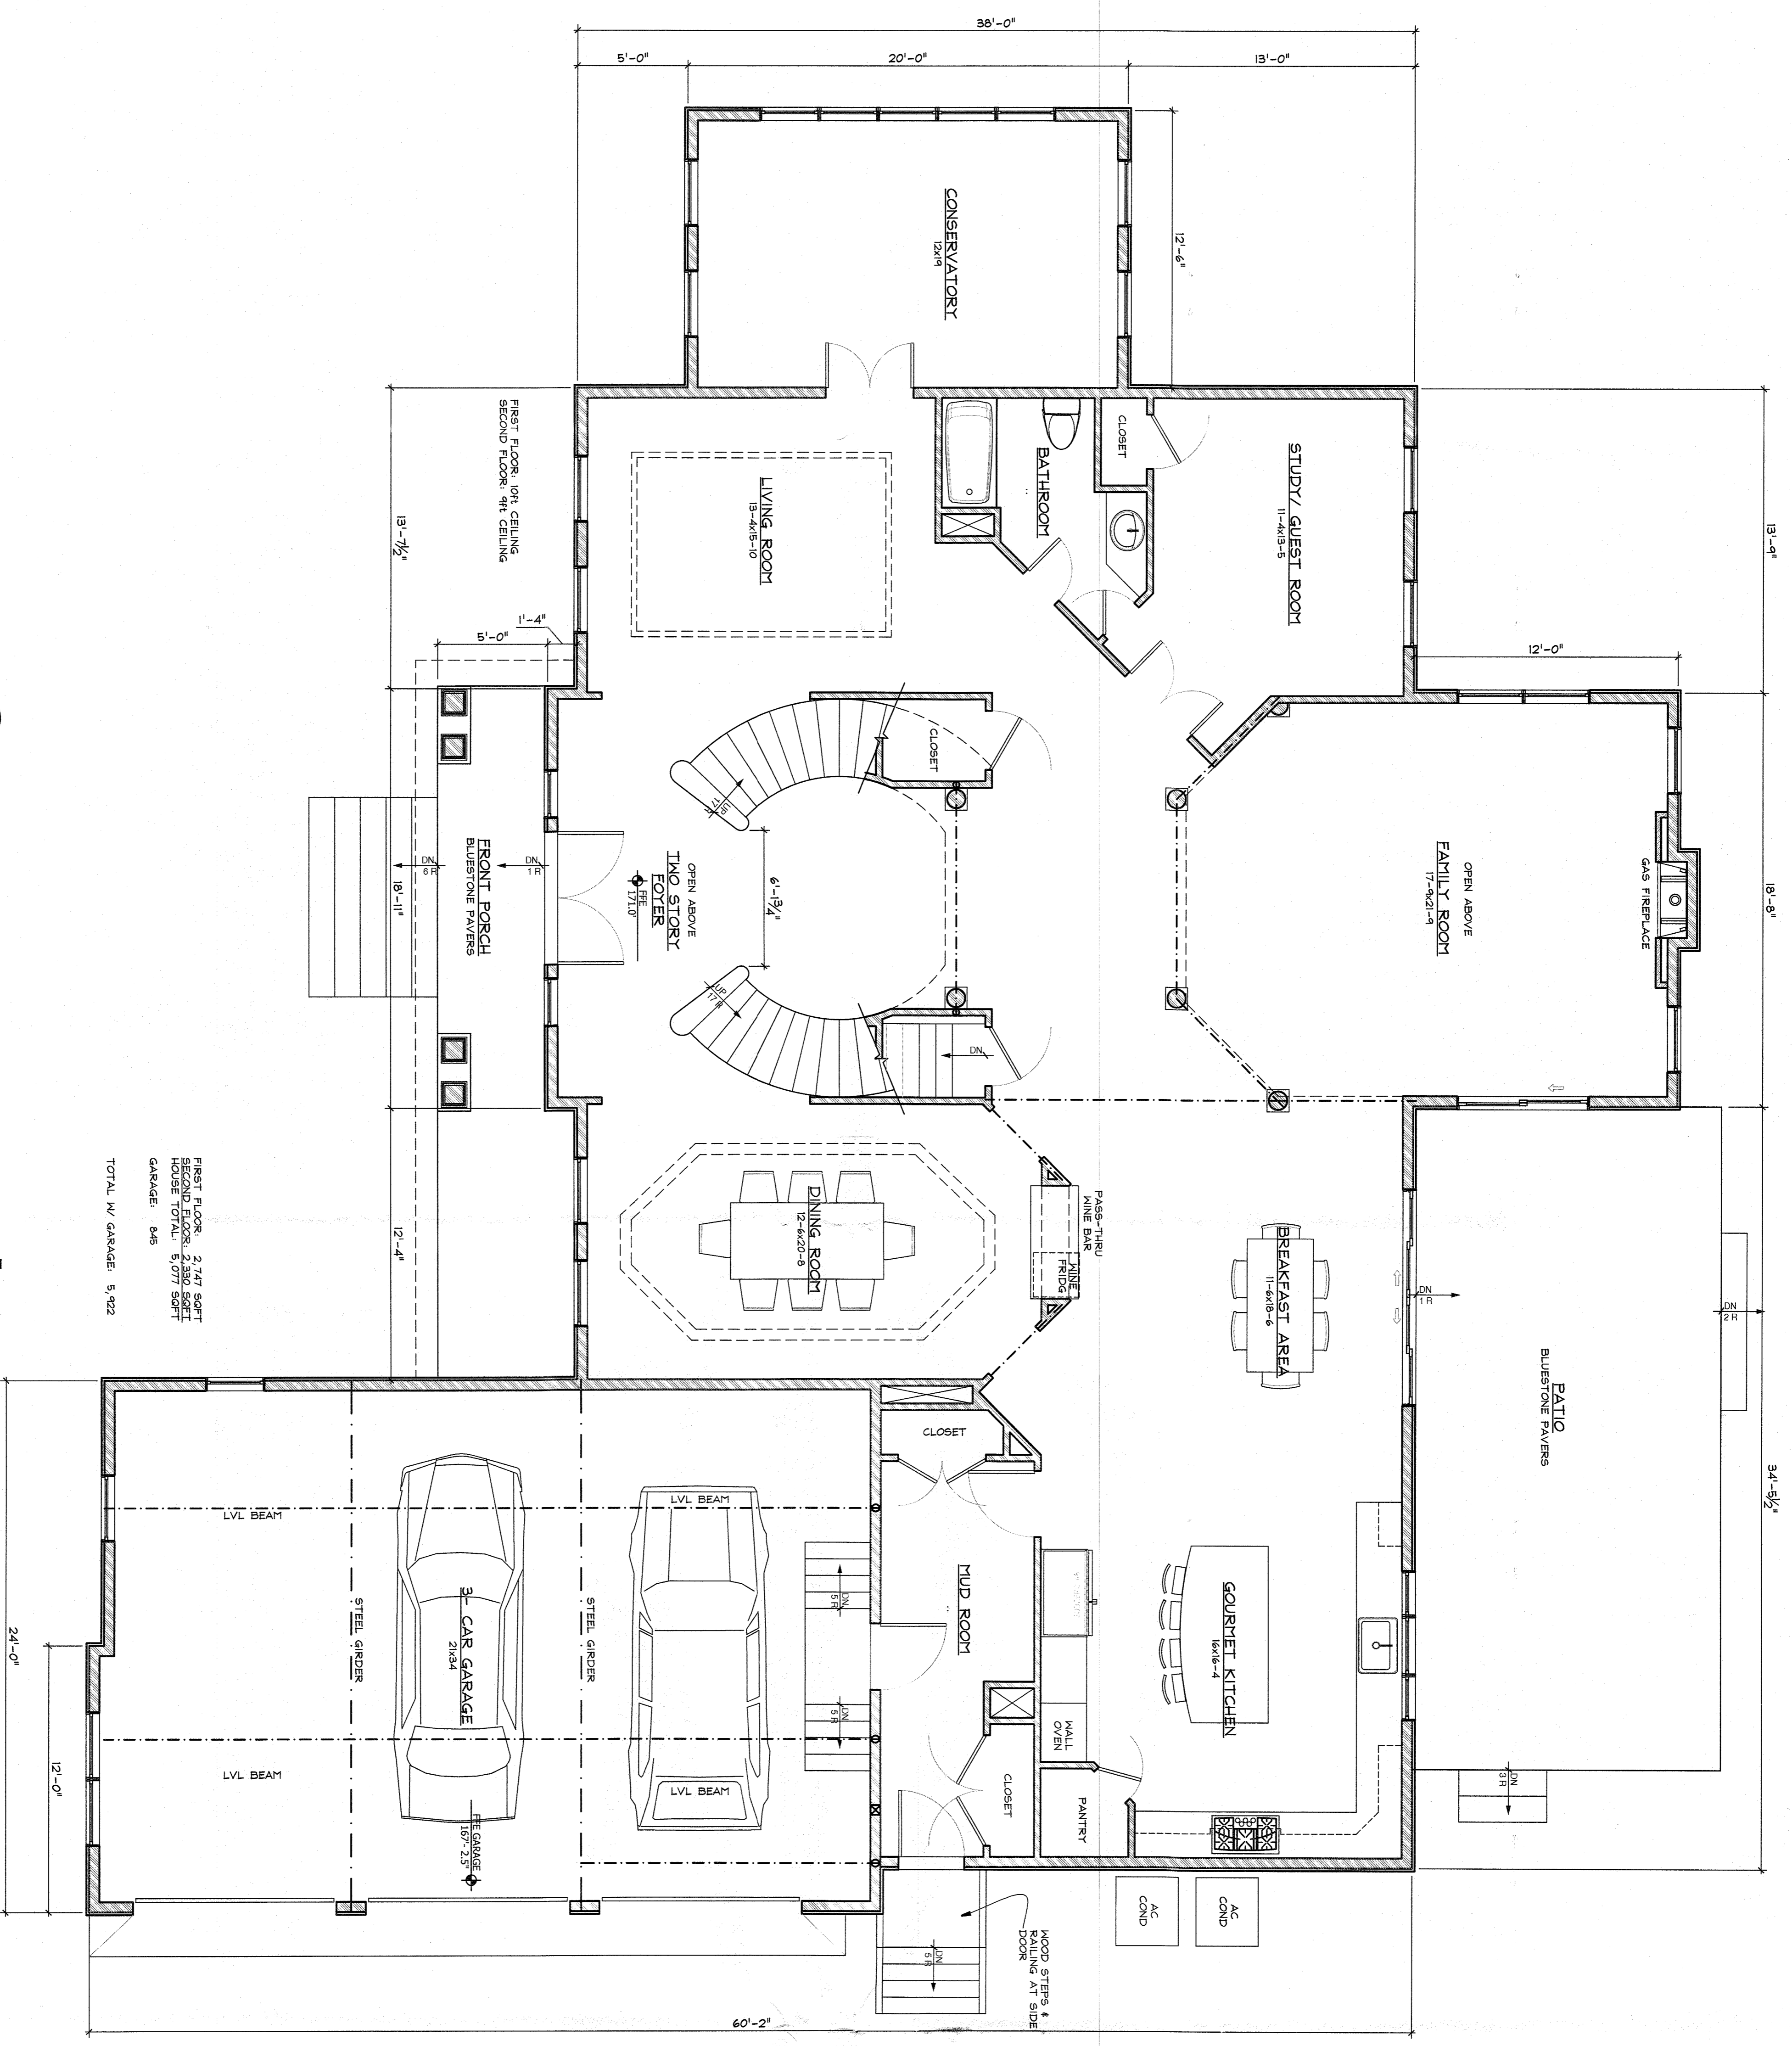 38'-0"
5'-0"
20'-0"
13'-0"
12'-6"
CONSERVATORY
12x19
FIRST FLOOR: 10ft CEILING
SECOND FLOOR: 9ft CEILING
13'-7½"
1'-4"
5'-0"
LIVING ROOM
13-4x15-10
BATHROOM
CLOSET
STUDY/ GUEST ROOM
11-4x13-5
13'-9"
12'-0"
CLOSET
UP
17 R
FRONT PORCH
BLUESTONE PAVERS
DN
6 R
DN
1 R
18'-11"
TWO STORY
FOYER
OPEN ABOVE
FFE
171.0'
6'-1¾"
UP
17 R
DN
FAMILY ROOM
17-9x21-9
OPEN ABOVE
GAS FIREPLACE
18'-8"
FIRST FLOOR: 2,747 SQFT
SECOND FLOOR: 2,330 SQFT
HOUSE TOTAL: 5,077 SQFT
GARAGE: 845
TOTAL W/ GARAGE: 5,922
12'-4"
DINING ROOM
12-6x20-8
PASS-THRU
WINE BAR
WINE
FRIDG
BREAKFAST AREA
11-6x18-6
DN
1 R
DN
2 R
PATIO
BLUESTONE PAVERS
34'-5½"
DN
3 R
CLOSET
MUD ROOM
GOURMET KITCHEN
16x16-4
WALL
OVEN
PANTRY
CLOSET
LVL BEAM
LVL BEAM
STEEL GIRDER
STEEL GIRDER
3- CAR GARAGE
21x34
DN
5 R
DN
5 R
LVL BEAM
LVL BEAM
FFE GARAGE
167'-2.5"
24'-0"
12'-0"
AC
COND
AC
COND
WOOD STEPS &
RAILING AT SIDE
DOOR
DN
5 R
60'-2"